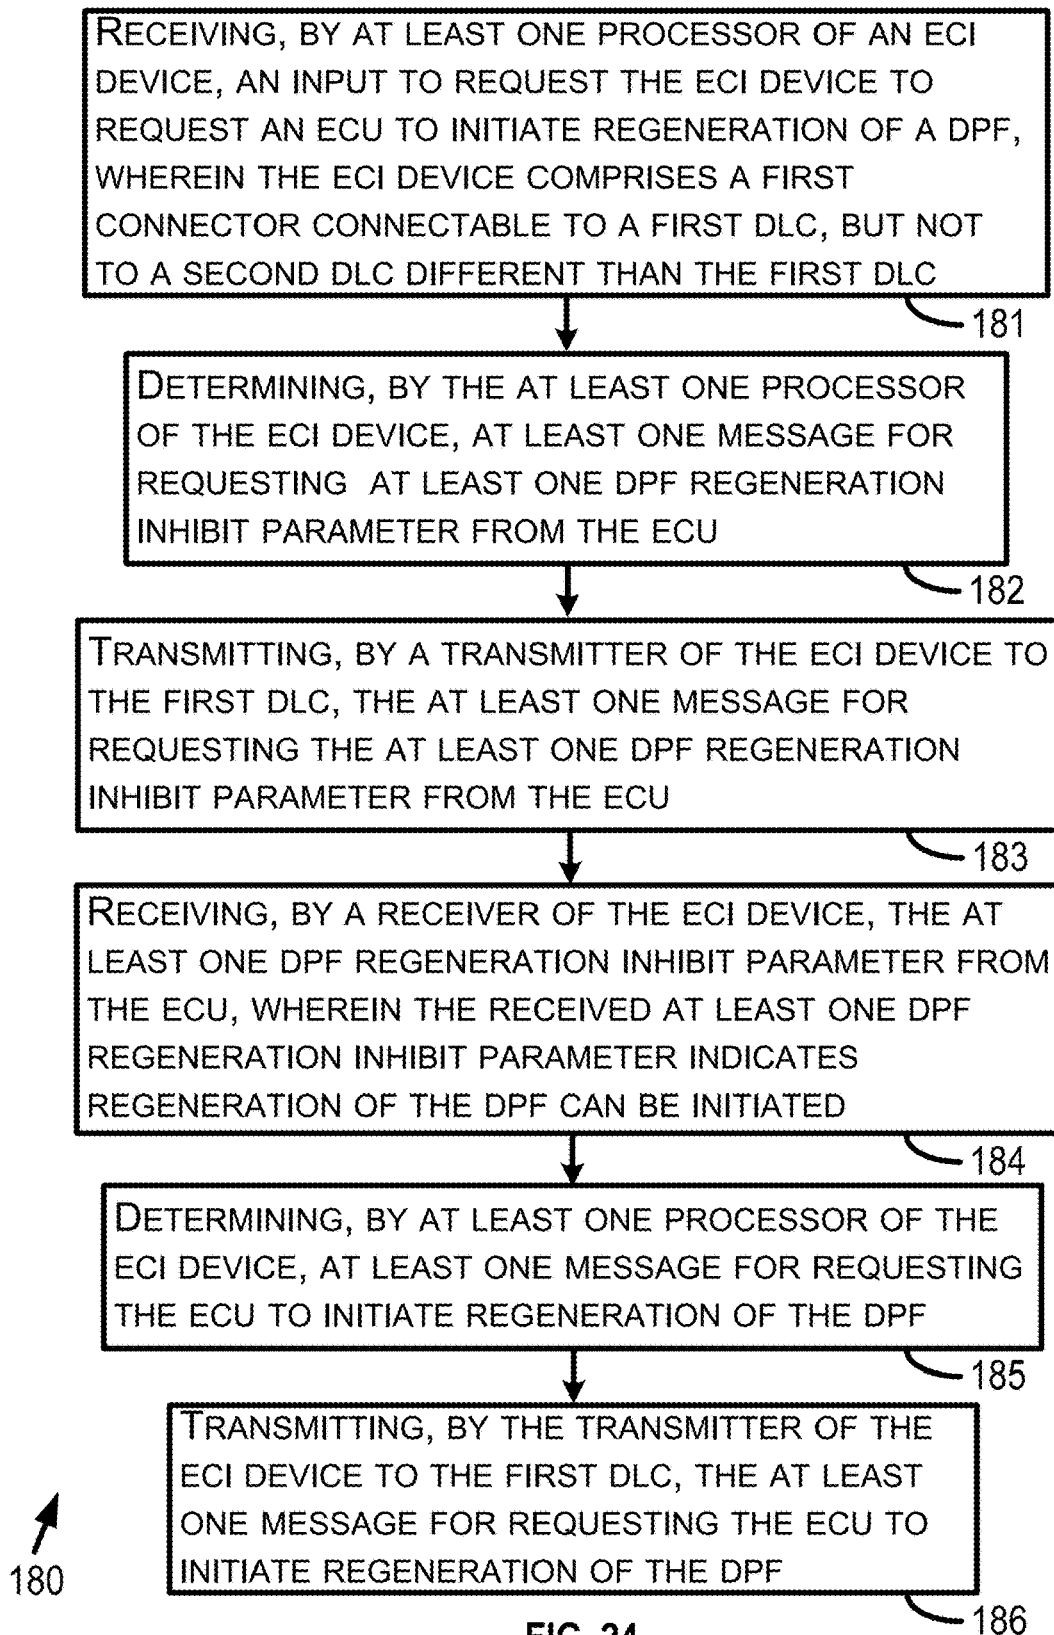 RECEIVING, BY AT LEAST ONE PROCESSOR OF AN ECI
DEVICE, AN INPUT TO REQUEST THE ECI DEVICE TO
REQUEST AN ECU TO INITIATE REGENERATION OF A DPF,
WHEREIN THE ECI DEVICE COMPRISES A FIRST
CONNECTOR CONNECTABLE TO A FIRST DLC, BUT NOT
TO A SECOND DLC DIFFERENT THAN THE FIRST DLC
181
DETERMINING, BY THE AT LEAST ONE PROCESSOR
OF THE ECI DEVICE, AT LEAST ONE MESSAGE FOR
REQUESTING AT LEAST ONE DPF REGENERATION
INHIBIT PARAMETER FROM THE ECU
182
TRANSMITTING, BY A TRANSMITTER OF THE ECI DEVICE TO
THE FIRST DLC, THE AT LEAST ONE MESSAGE FOR
REQUESTING THE AT LEAST ONE DPF REGENERATION
INHIBIT PARAMETER FROM THE ECU
183
RECEIVING, BY A RECEIVER OF THE ECI DEVICE, THE AT
LEAST ONE DPF REGENERATION INHIBIT PARAMETER FROM
THE ECU, WHEREIN THE RECEIVED AT LEAST ONE DPF
REGENERATION INHIBIT PARAMETER INDICATES
REGENERATION OF THE DPF CAN BE INITIATED
184
DETERMINING, BY AT LEAST ONE PROCESSOR OF THE
ECI DEVICE, AT LEAST ONE MESSAGE FOR REQUESTING
THE ECU TO INITIATE REGENERATION OF THE DPF
185
TRANSMITTING, BY THE TRANSMITTER OF THE
ECI DEVICE TO THE FIRST DLC, THE AT LEAST
ONE MESSAGE FOR REQUESTING THE ECU TO
INITIATE REGENERATION OF THE DPF
180
186